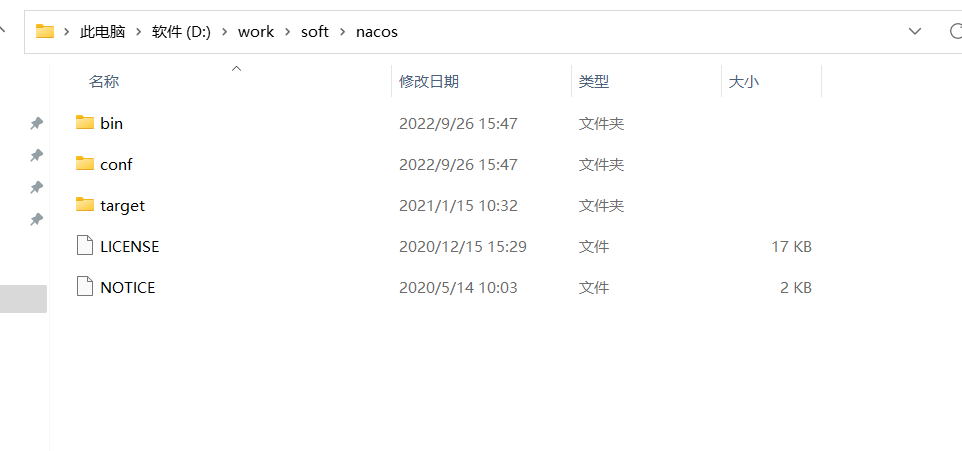 此电脑 > 软件 (D:) > work > soft > nacos
名称 修改日期 类型 大小
bin 2022/9/26 15:47 文件夹
conf 2022/9/26 15:47 文件夹
target 2021/1/15 10:32 文件夹
LICENSE 2020/12/15 15:29 文件 17 KB
NOTICE 2020/5/14 10:03 文件 2 KB